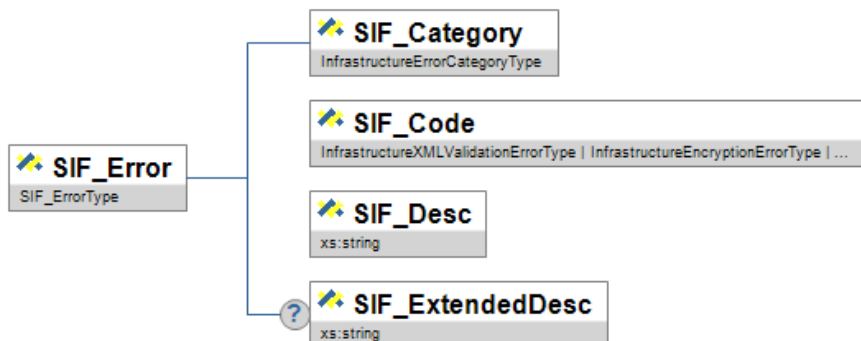 SIF_Category
InfrastructureErrorCategoryType
SIF_Code
InfrastructureXMLValidationErrorType | InfrastructureEncryptionErrorType | ...
SIF_Error
SIF_ErrorType
SIF_Desc
xs:string
?
SIF_ExtendedDesc
xs:string